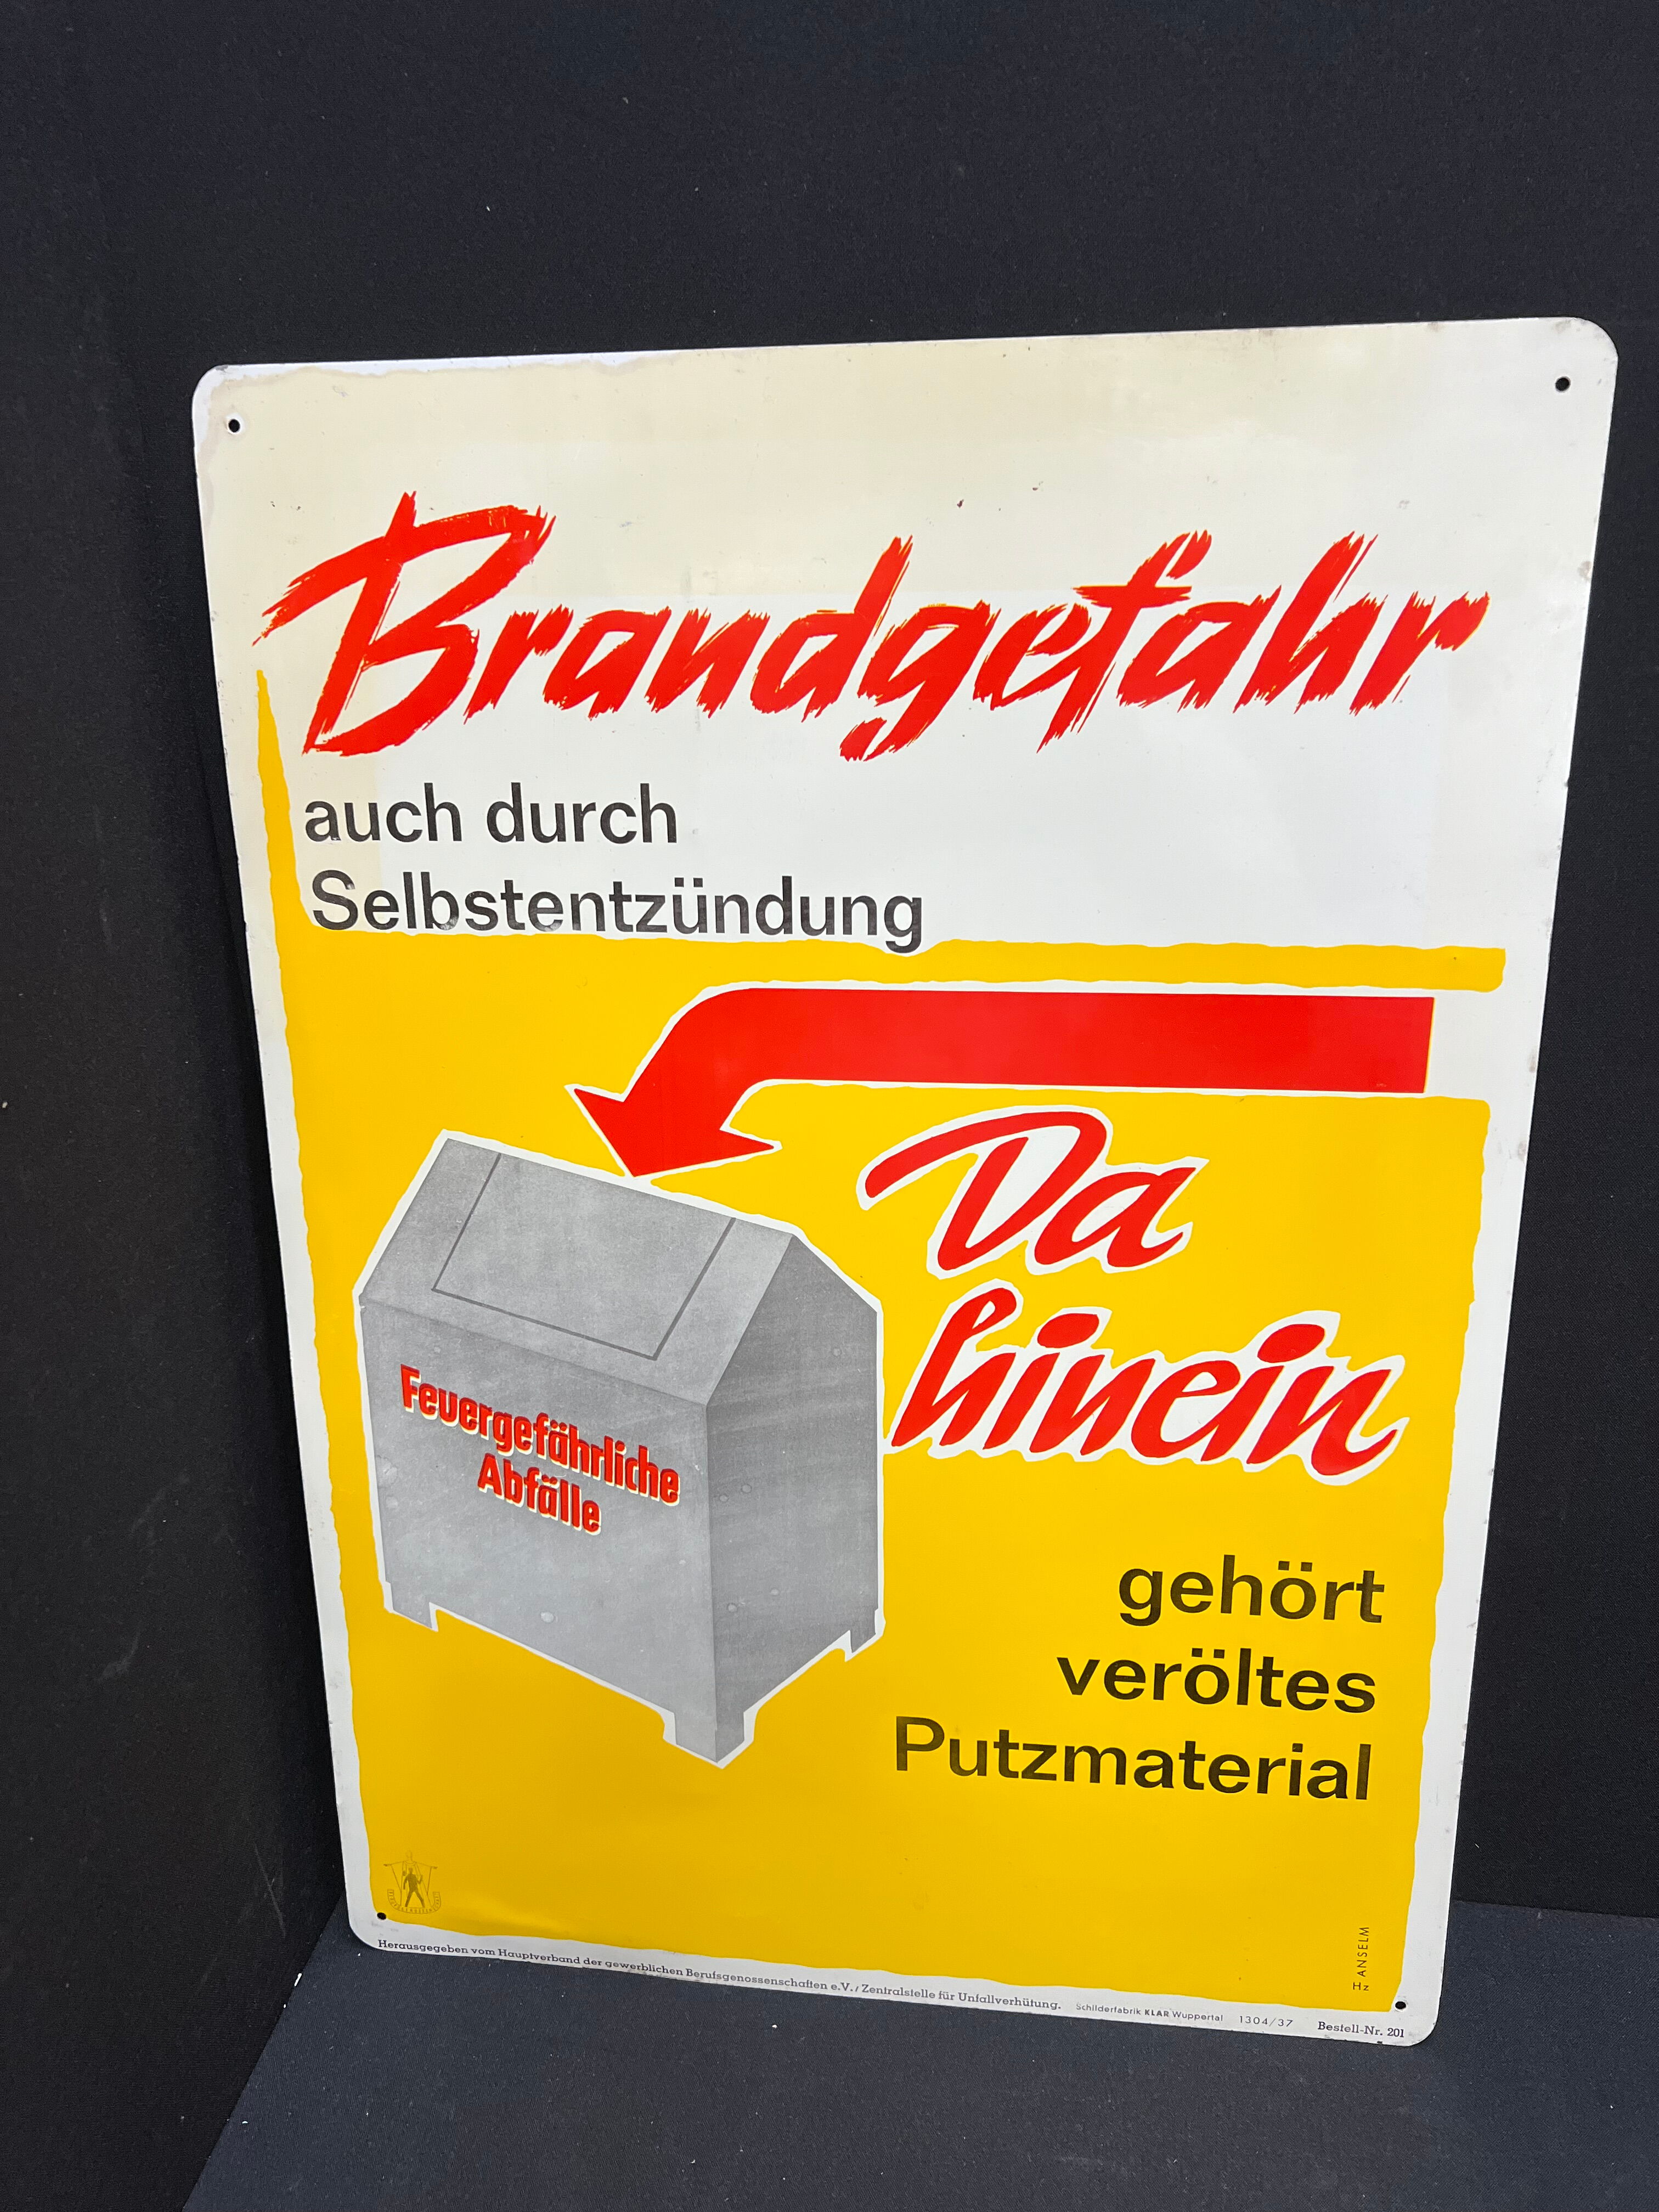 Brandgefahr
auch durch
Selbstentzündung
Da
hinein
Feuergefährliche
Abfälle
gehört
veröltes
Putzmaterial
Hz ANSELM
Herausgegeben vom Hauptverband der gewerblichen Berufsgenossenschaften e.V./Zentralstelle für Unfallverhütung. Schilderfabrik KLAR Wuppertal 1304/37 Bestell-Nr. 201